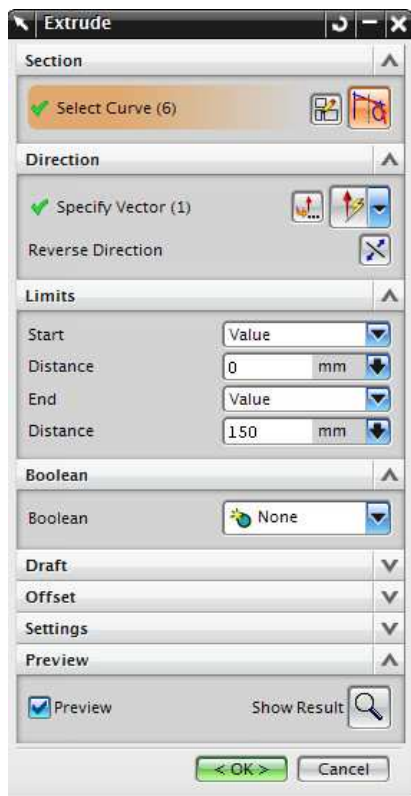 Extrude
Section
Select Curve (6)
Direction
Specify Vector (1)
Reverse Direction
Limits
Start Value
Distance 0 mm
End Value
Distance 150 mm
Boolean
Boolean None
Draft
Offset
Settings
Preview
Preview Show Result
< OK > Cancel